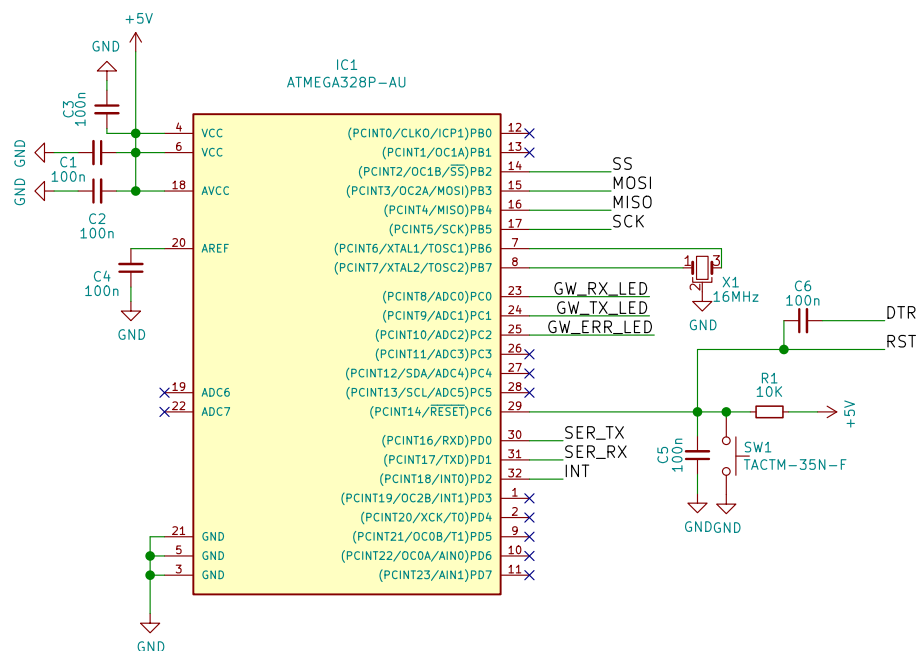 +5V
GND
C3
100n
GND
C1
100n
GND
C2
100n
C4
100n
GND
IC1
ATMEGA328P-AU
4 VCC
6 VCC
18 AVCC
20 AREF
19 ADC6
22 ADC7
21 GND
5 GND
3 GND
GND
(PCINT0/CLKO/ICP1)PB0 12
(PCINT1/OC1A)PB1 13
(PCINT2/OC1B/SS)PB2 14 SS
(PCINT3/OC2A/MOSI)PB3 15 MOSI
(PCINT4/MISO)PB4 16 MISO
(PCINT5/SCK)PB5 17 SCK
(PCINT6/XTAL1/TOSC1)PB6 7
(PCINT7/XTAL2/TOSC2)PB7 8
(PCINT8/ADC0)PC0 23 GW_RX_LED
(PCINT9/ADC1)PC1 24 GW_TX_LED
(PCINT10/ADC2)PC2 25 GW_ERR_LED
(PCINT11/ADC3)PC3 26
(PCINT12/SDA/ADC4)PC4 27
(PCINT13/SCL/ADC5)PC5 28
(PCINT14/RESET)PC6 29
(PCINT16/RXD)PD0 30 SER_TX
(PCINT17/TXD)PD1 31 SER_RX
(PCINT18/INT0)PD2 32 INT
(PCINT19/OC2B/INT1)PD3 1
(PCINT20/XCK/T0)PD4 2
(PCINT21/OC0B/T1)PD5 9
(PCINT22/OC0A/AIN0)PD6 10
(PCINT23/AIN1)PD7 11
1 3
2
X1
16MHz
GND
C6
100n
DTR
RST
R1
10K
+5V
C5
100n
SW1
TACTM-35N-F
GND
GND